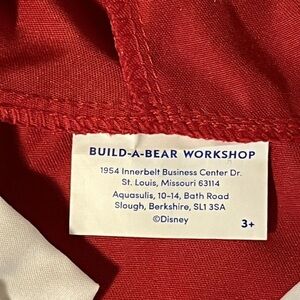 BUILD-A-BEAR WORKSHOP
1954 Innerbelt Business Center Dr.
St. Louis, Missouri 63114
Aquasulis, 10-14, Bath Road
Slough, Berkshire, SL1 3SA
©Disney
3+